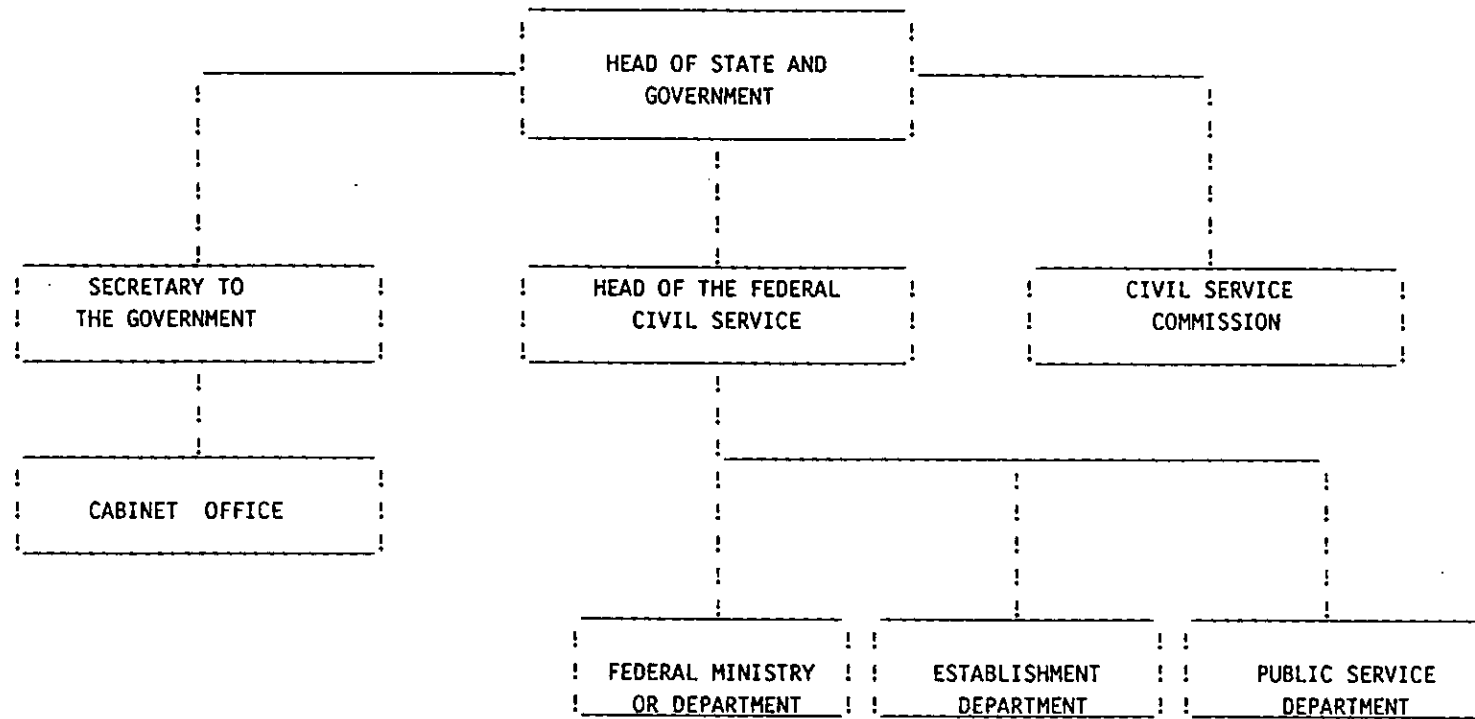 HEAD OF STATE AND
GOVERNMENT
SECRETARY TO
THE GOVERNMENT
HEAD OF THE FEDERAL
CIVIL SERVICE
CIVIL SERVICE
COMMISSION
CABINET OFFICE
FEDERAL MINISTRY
OR DEPARTMENT
ESTABLISHMENT
DEPARTMENT
PUBLIC SERVICE
DEPARTMENT